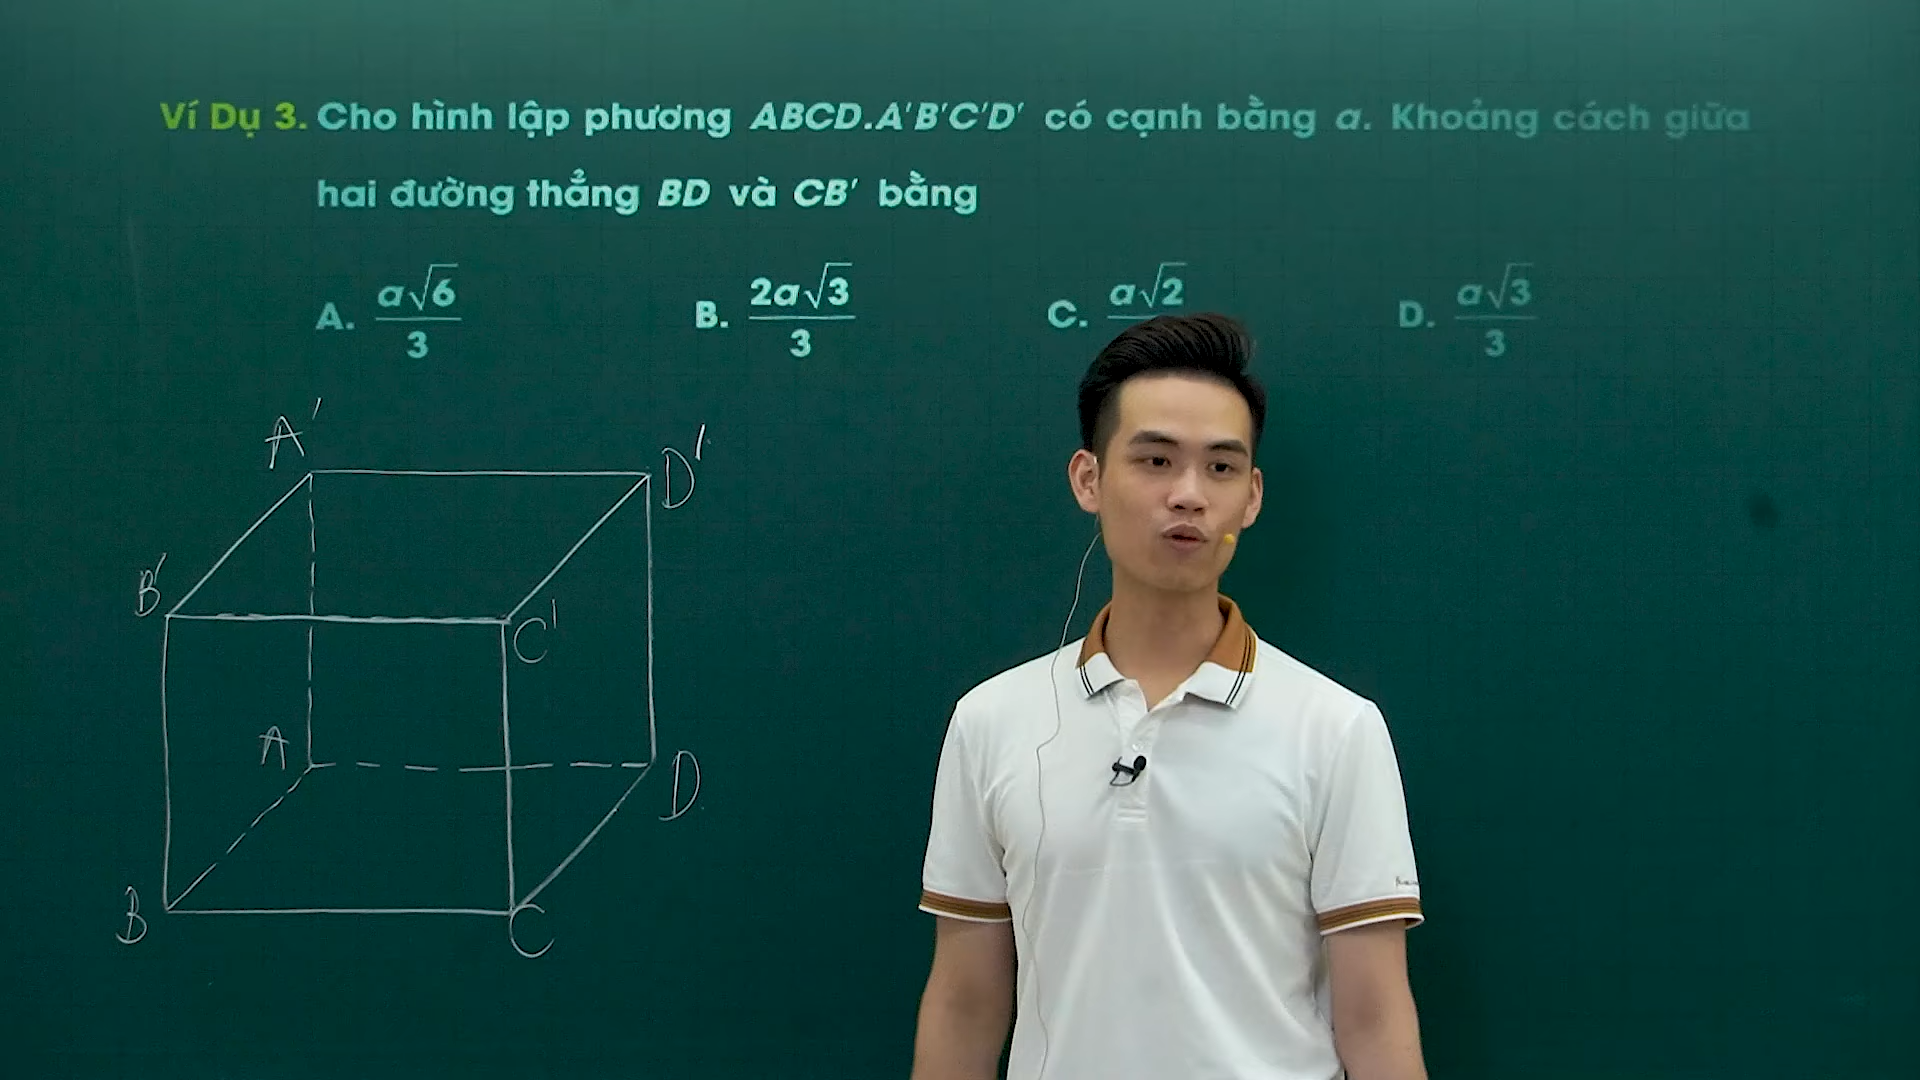 Ví Dụ 3. Cho hình lập phương ABCD.A'B'C'D' có cạnh bằng a. Khoảng cách giữa
hai đường thẳng BD và CB' bằng
A. a√6/3 B. 2a√3/3 C. a√2 D. a√3/3
A'
D'
B'
C'
A
D
B
C